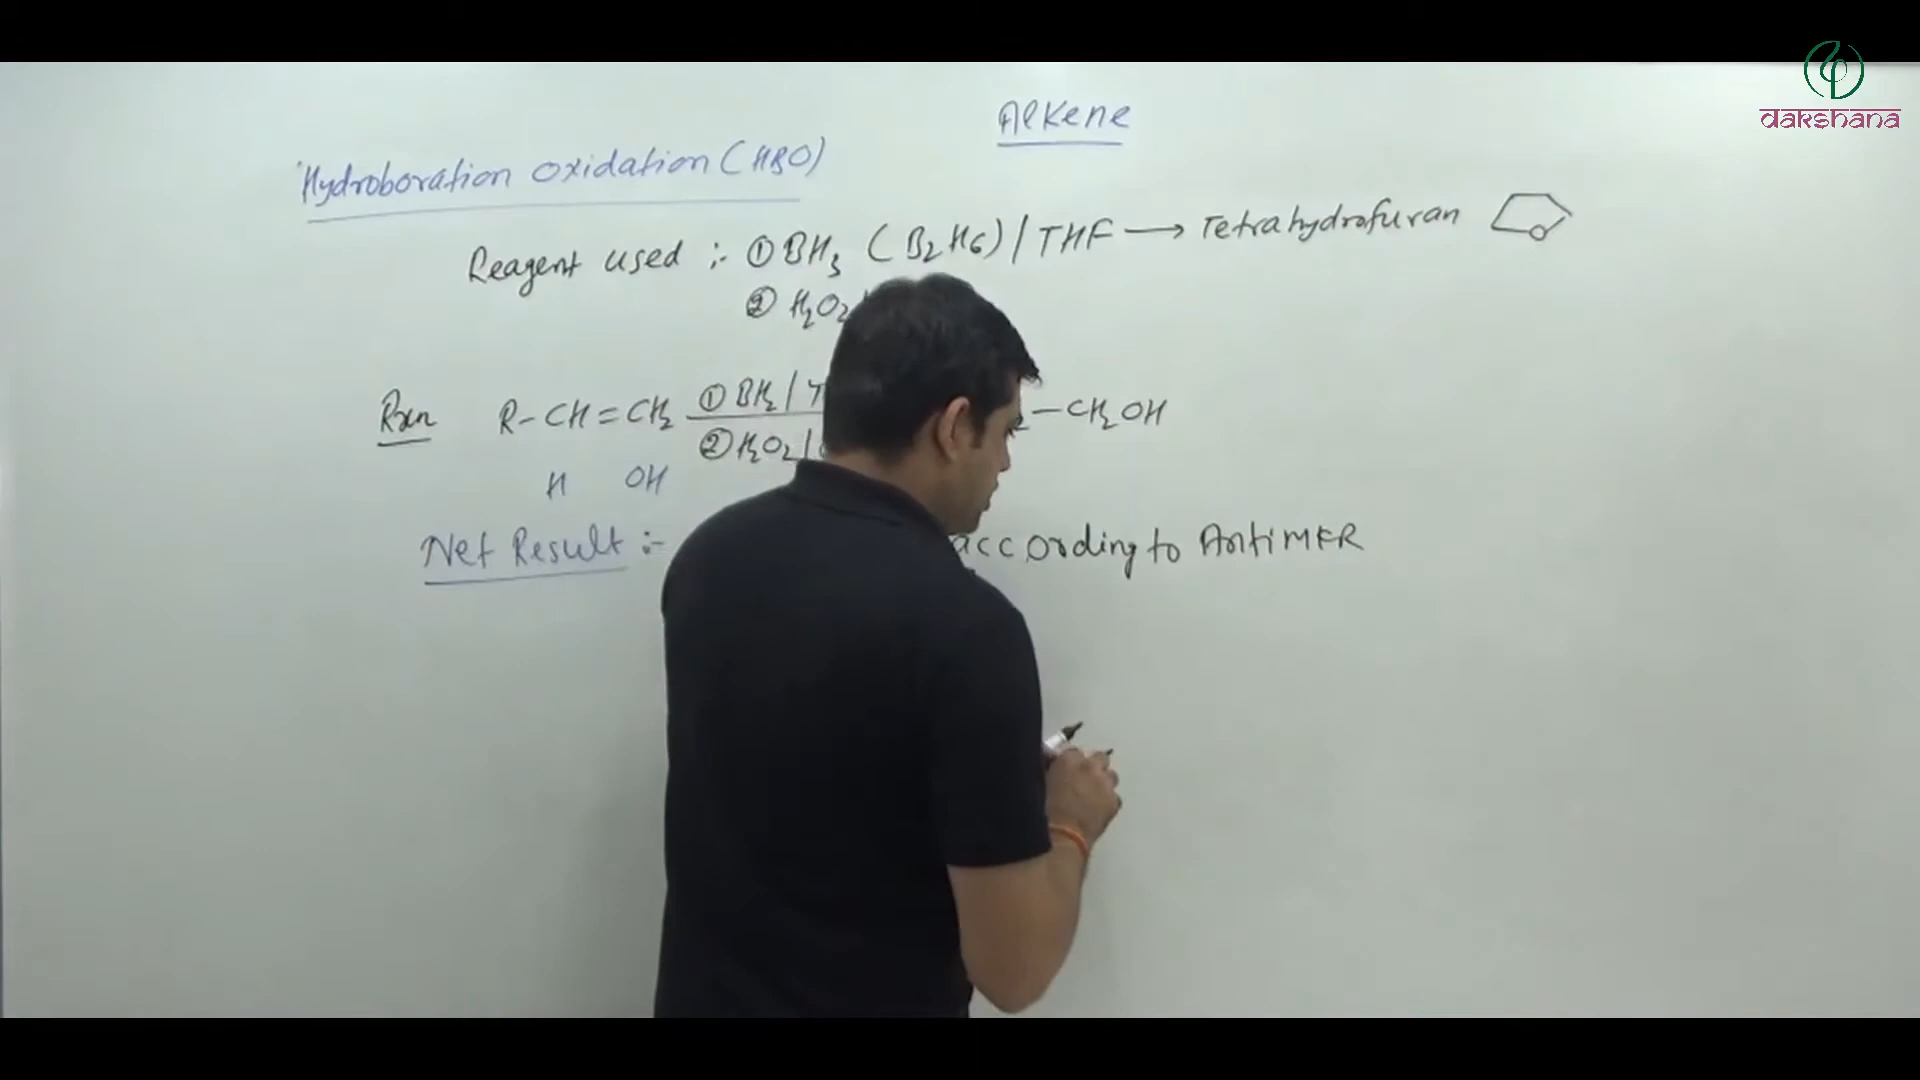 dakshana
Alkene
Hydroboration oxidation (HBO)
Reagent used :- ① BH₃ (B₂H₆) / THF → Tetrahydrofuran
② H₂O₂
Rxn R-CH=CH₂ ① BH₃ / T —CH₂OH
② H₂O₂ /
H OH
Net Result :- according to AntiMKR